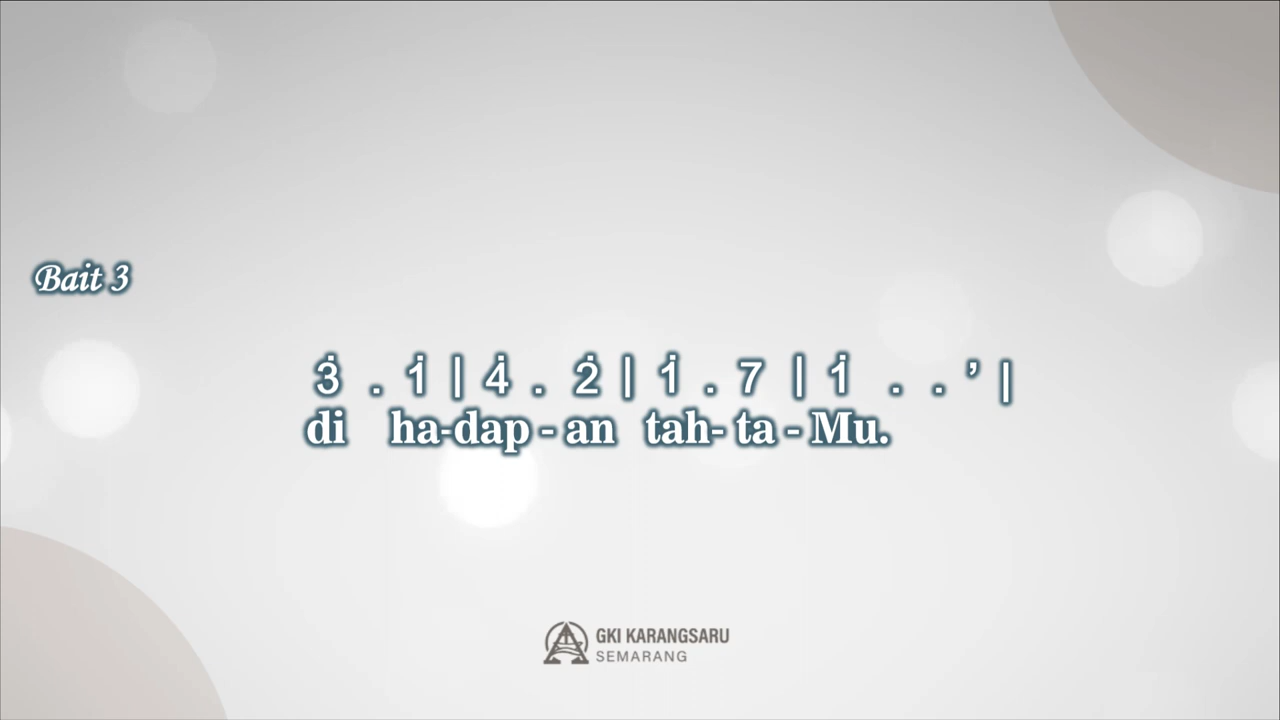 Bait 3
3̇ . 1̇ | 4̇ . 2̇ | 1̇ . 7 | 1̇ . . ’ |
di ha-dap - an tah- ta - Mu.
GKI KARANGSARU
SEMARANG